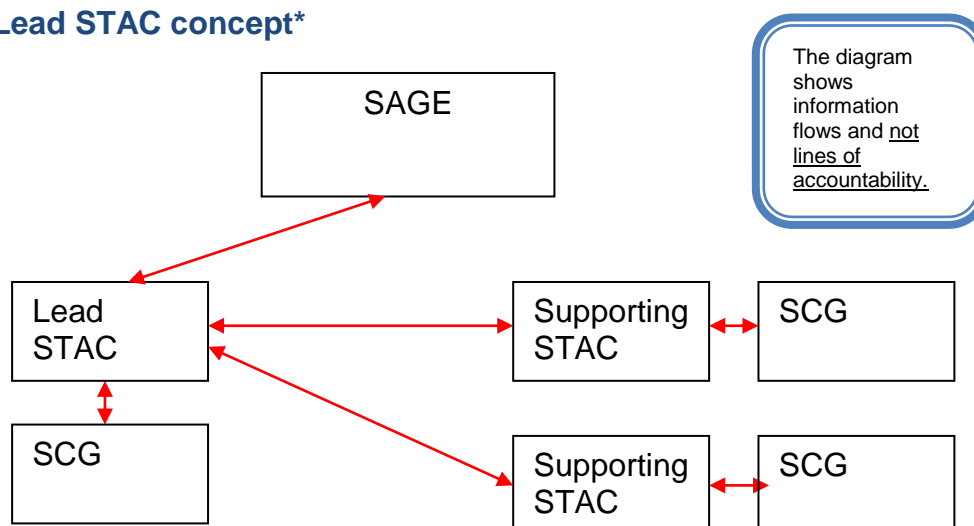 Lead STAC concept*
The diagram
shows
information
flows and not
lines of
accountability.
SAGE
Lead
STAC
Supporting
STAC
SCG
SCG
Supporting
STAC
SCG